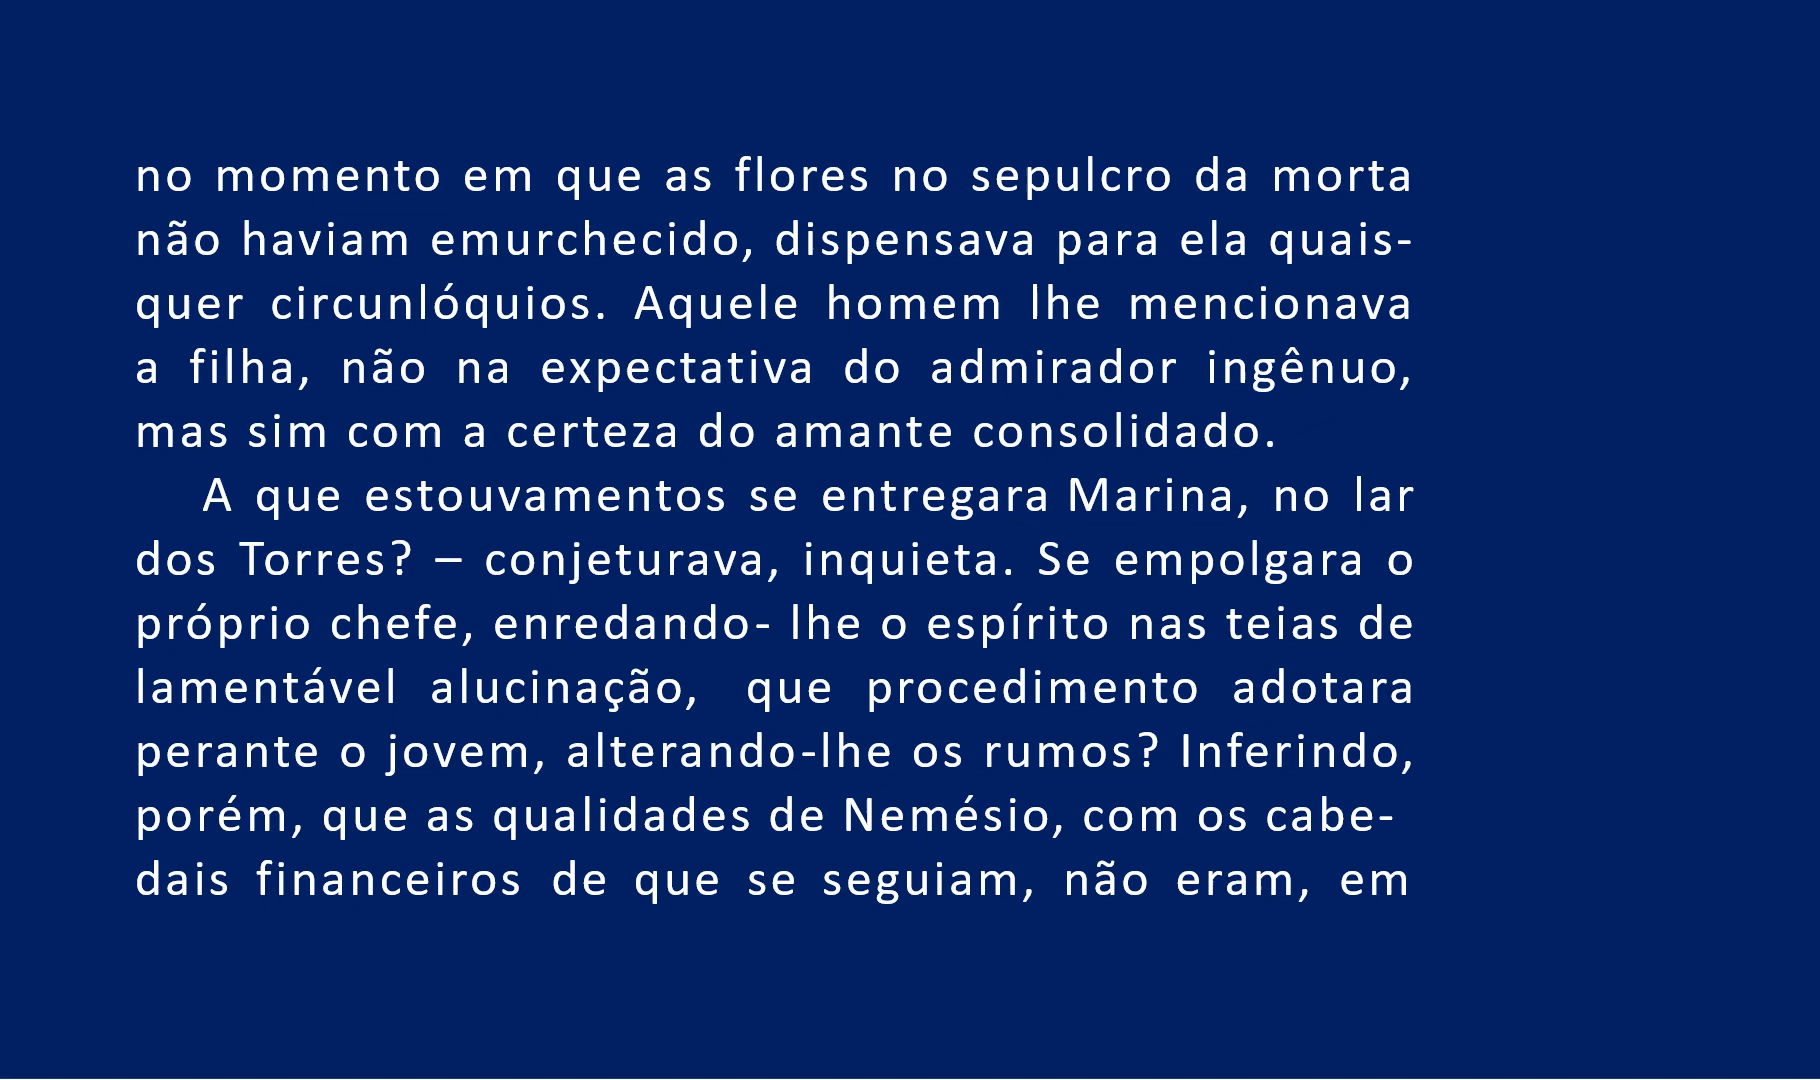 no momento em que as flores no sepulcro da morta
não haviam emurchecido, dispensava para ela quais-
quer circunlóquios. Aquele homem lhe mencionava
a filha, não na expectativa do admirador ingênuo,
mas sim com a certeza do amante consolidado.
A que estouvamentos se entregara Marina, no lar
dos Torres? – conjeturava, inquieta. Se empolgara o
próprio chefe, enredando- lhe o espírito nas teias de
lamentável alucinação, que procedimento adotara
perante o jovem, alterando-lhe os rumos? Inferindo,
porém, que as qualidades de Nemésio, com os cabe-
dais financeiros de que se seguiam, não eram, em